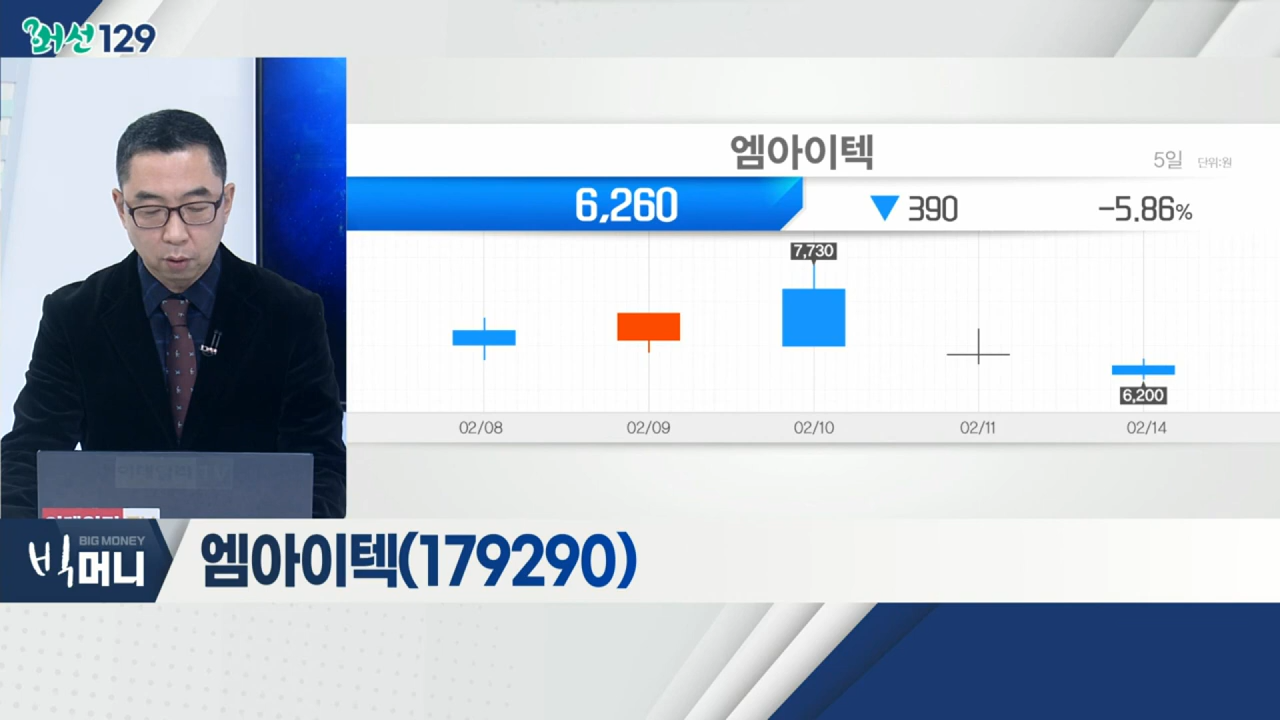 머선129
엠아이텍
5일 단위:원
6,260 ▼ 390 -5.86%
7,730
6,200
02/08 02/09 02/10 02/11 02/14
BIG MONEY
빅머니
엠아이텍(179290)